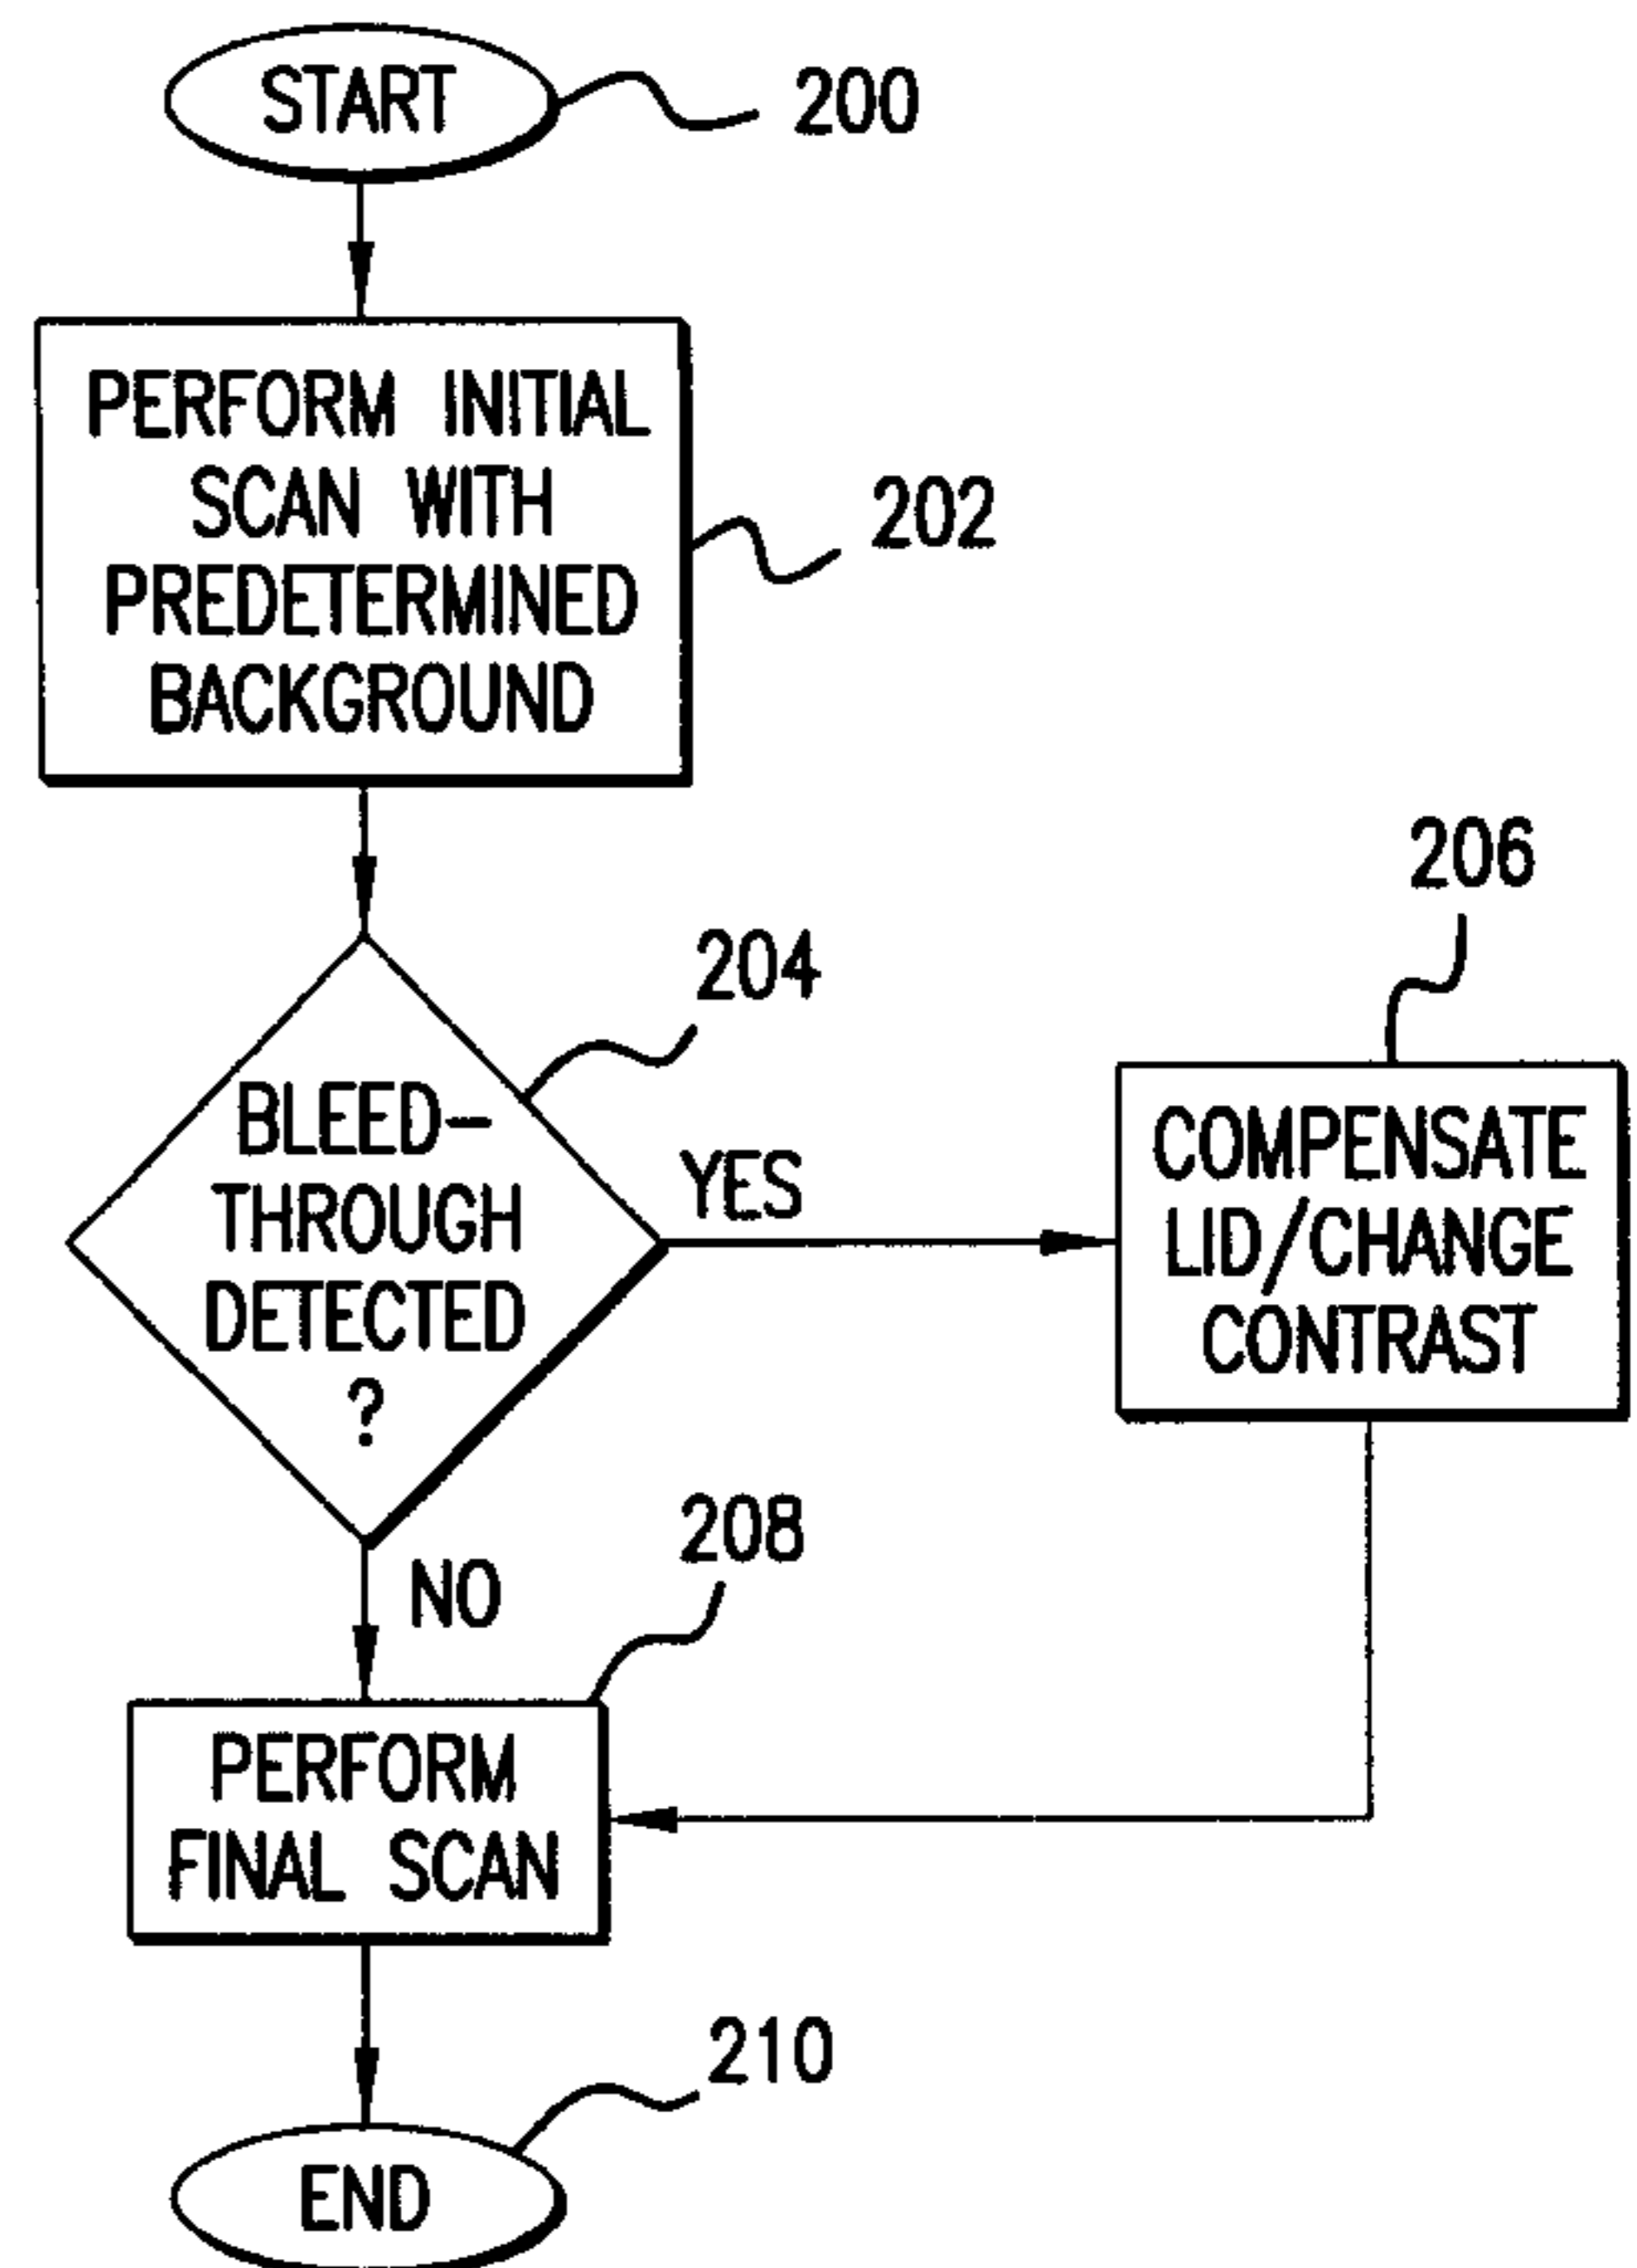 START
200
PERFORM INITIAL
SCAN WITH
PREDETERMINED
BACKGROUND
202
204
BLEED-
THROUGH
DETECTED
?
YES
206
COMPENSATE
LID/CHANGE
CONTRAST
NO
208
PERFORM
FINAL SCAN
210
END